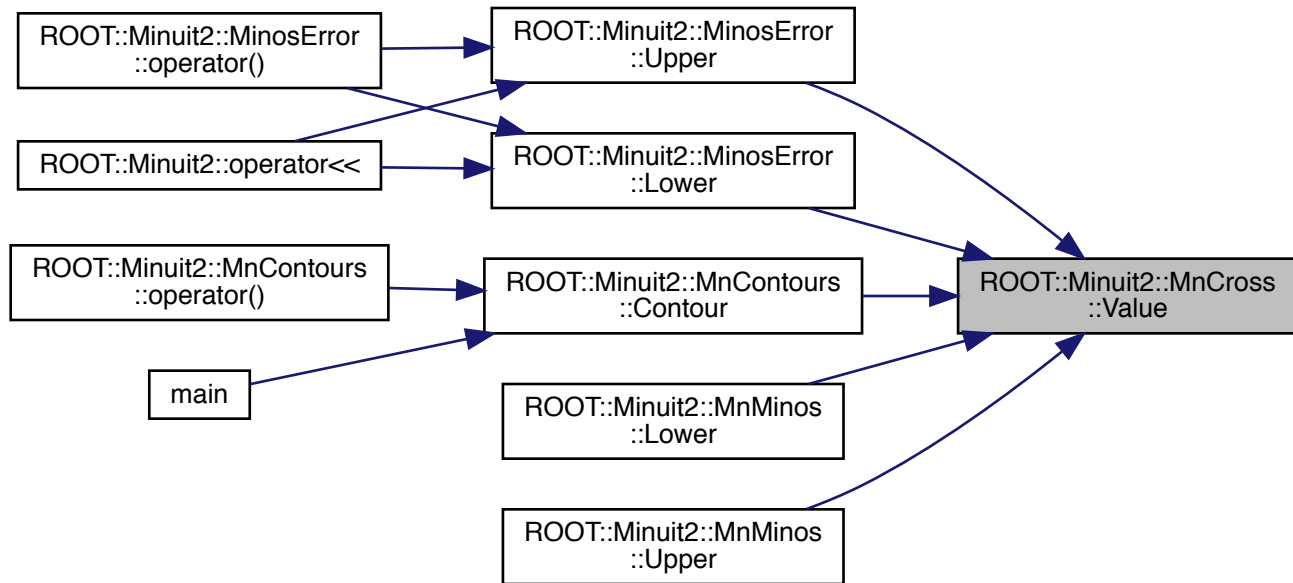 ROOT::Minuit2::MinosError
::operator()
ROOT::Minuit2::MinosError
::Upper
ROOT::Minuit2::operator<<
ROOT::Minuit2::MinosError
::Lower
ROOT::Minuit2::MnContours
::operator()
ROOT::Minuit2::MnContours
::Contour
ROOT::Minuit2::MnCross
::Value
main
ROOT::Minuit2::MnMinos
::Lower
ROOT::Minuit2::MnMinos
::Upper